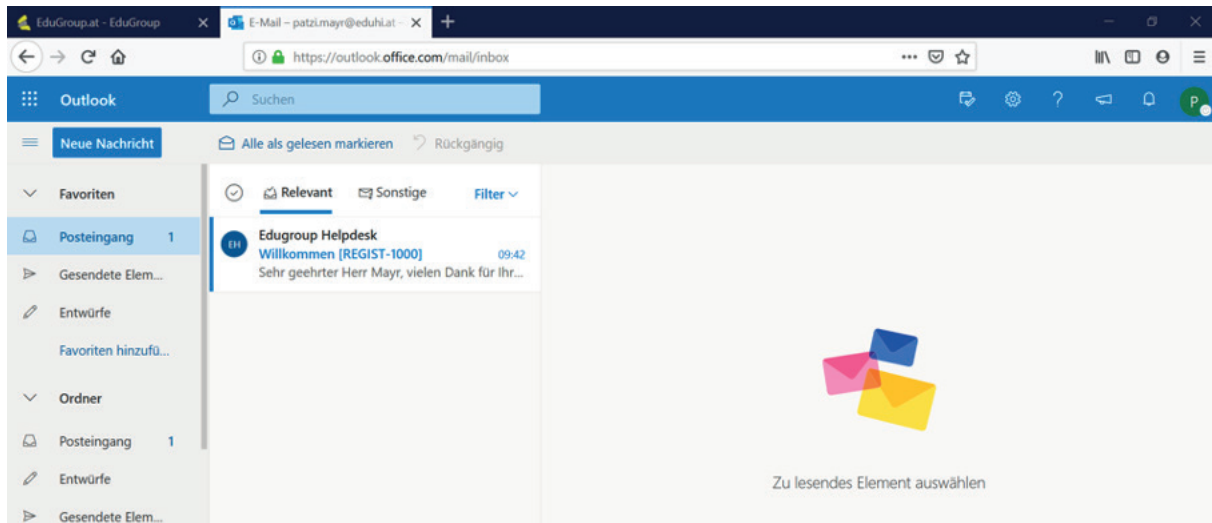 EduGroup.at - EduGroup
E-Mail – patzi.mayr@eduhi.at -
https://outlook.office.com/mail/inbox
Outlook
Suchen
P
Neue Nachricht
Alle als gelesen markieren
Rückgängig
Favoriten
Posteingang 1
Gesendete Elem...
Entwürfe
Favoriten hinzufü...
Ordner
Posteingang 1
Entwürfe
Gesendete Elem...
Relevant
Sonstige
Filter
EH
Edugroup Helpdesk
Willkommen [REGIST-1000] 09:42
Sehr geehrter Herr Mayr, vielen Dank für Ihr...
Zu lesendes Element auswählen